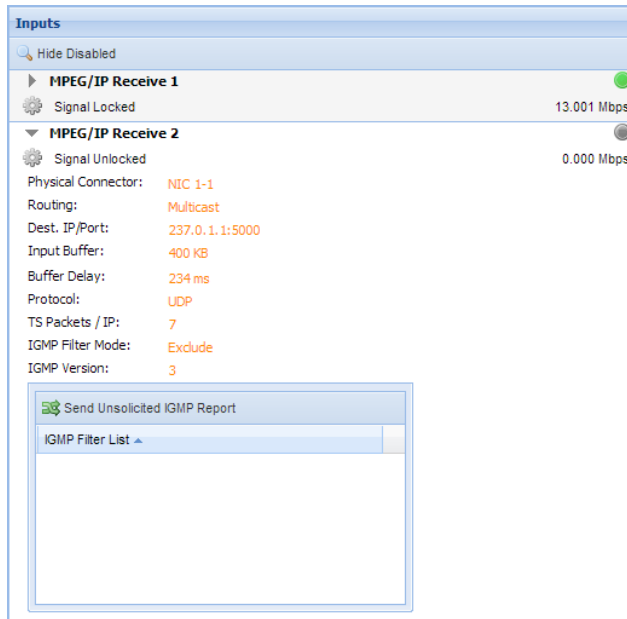 Inputs
Hide Disabled
MPEG/IP Receive 1
Signal Locked 13.001 Mbps
MPEG/IP Receive 2
Signal Unlocked 0.000 Mbps
Physical Connector: NIC 1-1
Routing: Multicast
Dest. IP/Port: 237.0.1.1:5000
Input Buffer: 400 KB
Buffer Delay: 234 ms
Protocol: UDP
TS Packets / IP: 7
IGMP Filter Mode: Exclude
IGMP Version: 3
Send Unsolicited IGMP Report
IGMP Filter List